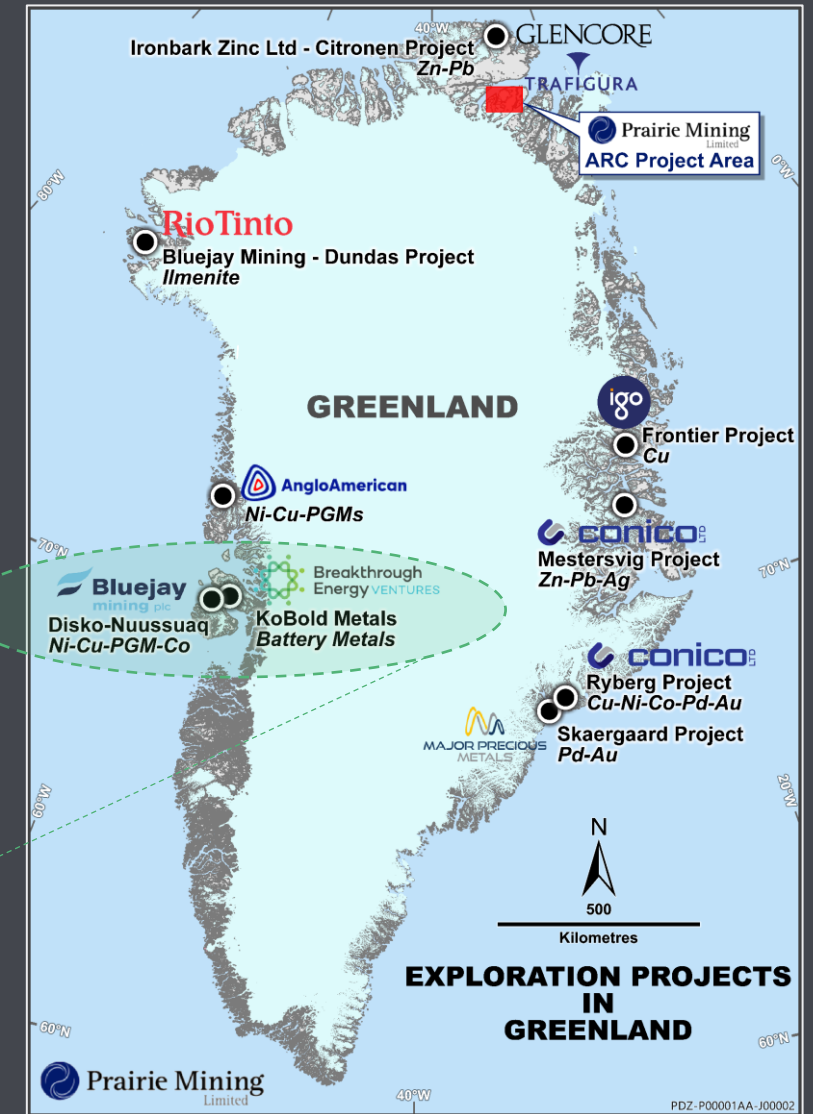 40°W
Ironbark Zinc Ltd - Citronen Project
Zn-Pb
GLENCORE
TRAFIGURA
Prairie Mining
Limited
ARC Project Area
80°W
0°W
RioTinto
Bluejay Mining - Dundas Project
Ilmenite
GREENLAND
igo
Frontier Project
Cu
AngloAmerican
Ni-Cu-PGMs
conico LTD
Mestersvig Project
Zn-Pb-Ag
70°N
70°N
Bluejay
mining plc
Disko-Nuussuaq
Ni-Cu-PGM-Co
Breakthrough
Energy VENTURES
KoBold Metals
Battery Metals
conico LTD
Ryberg Project
Cu-Ni-Co-Pd-Au
MAJOR PRECIOUS
METALS
Skaergaard Project
Pd-Au
60°W
20°W
N
500
Kilometres
EXPLORATION PROJECTS
IN
GREENLAND
60°N
60°N
Prairie Mining
Limited
40°W
PDZ-P00001AA-J00002